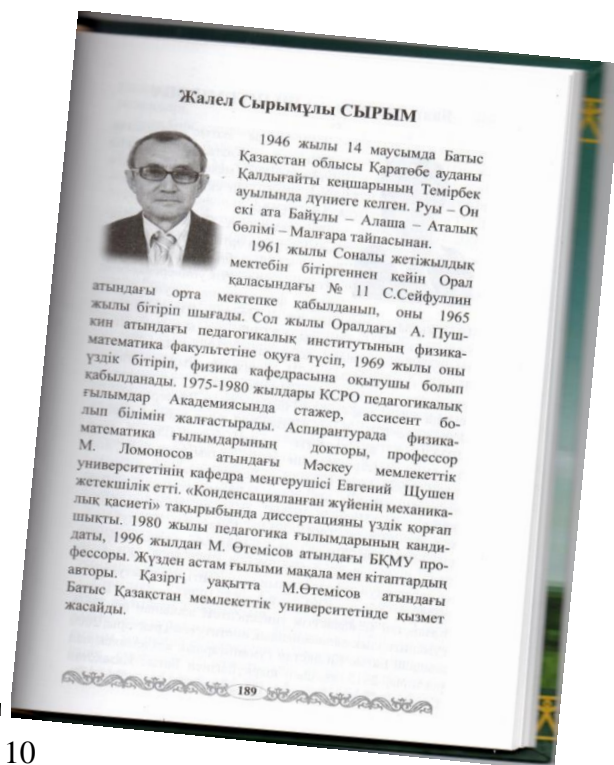 Жалел Сырымұлы СЫРЫМ
1946 жылы 14 маусымда Батыс
Қазақстан облысы Қаратөбе ауданы
Қалдығайты кеңшарының Темірбек
ауылында дүниеге келген. Руы – Он
екі ата Байұлы – Алаша – Аталық
бөлімі – Малғара тайпасынан.
1961 жылы Соналы жетіжылдық
мектебін бітіргеннен кейін Орал
қаласындағы № 11 С.Сейфуллин
атындағы орта мектепке қабылданып, оны 1965
жылы бітіріп шығады. Сол жылы Оралдағы А. Пуш-
кин атындағы педагогикалық институтының физика-
математика факультетіне оқуға түсіп, 1969 жылы оны
үздік бітіріп, физика кафедрасына оқытушы болып
қабылданады. 1975-1980 жылдары КСРО педагогикалық
ғылымдар Академиясында стажер, ассисент бо-
лып білімін жалғастырады. Аспирантурада физика-
математика ғылымдарының докторы, профессор
М. Ломоносов атындағы Мәскеу мемлекеттік
университетінің кафедра меңгерушісі Евгений Щушен
жетекшілік етті. «Конденсацияланған жүйенің механика-
лық қасиеті» тақырыбында диссертацияны үздік қорғап
шықты. 1980 жылы педагогика ғылымдарының канди-
даты, 1996 жылдан М. Өтемісов атындағы БҚМУ про-
фессоры. Жүзден астам ғылыми мақала мен кітаптардың
авторы. Қазіргі уақытта М.Өтемісов атындағы
Батыс Қазақстан мемлекеттік университетінде қызмет
жасайды.
189
10